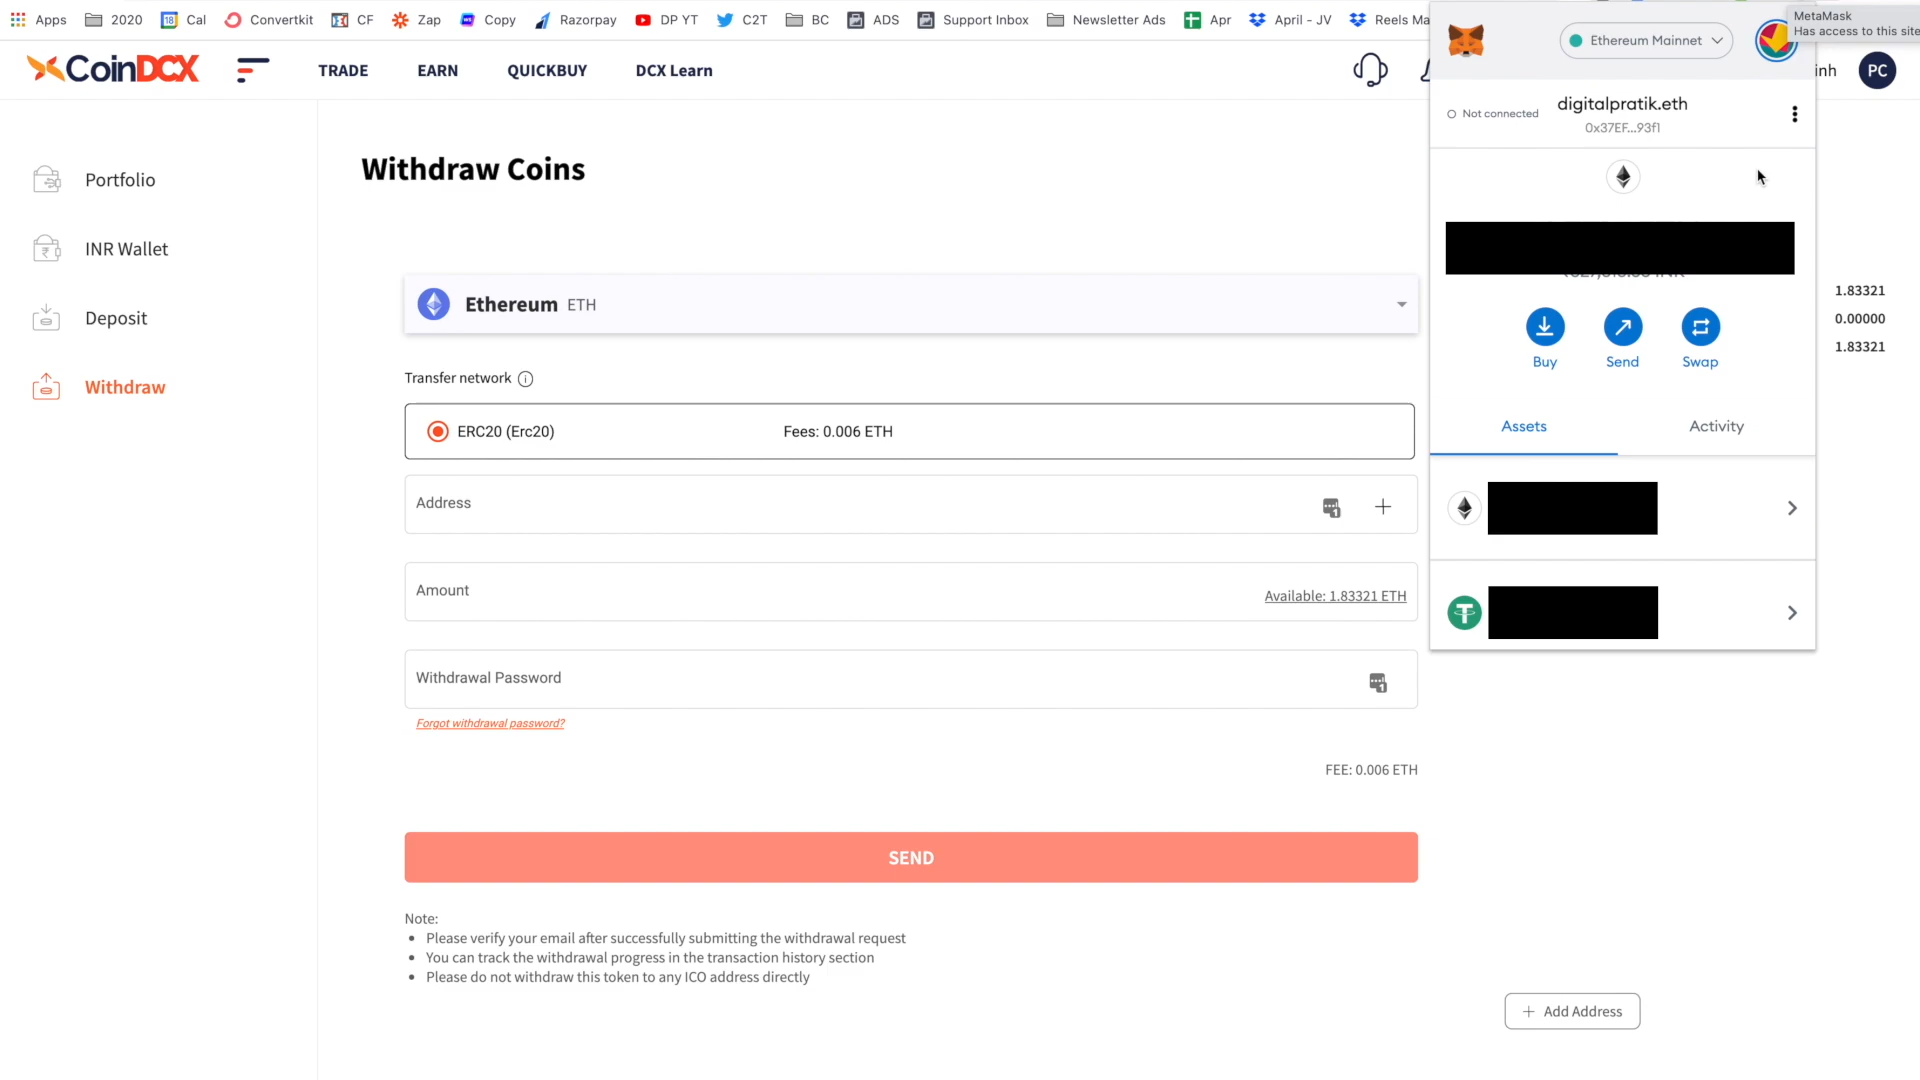 Apps 2020 Cal Convertkit CF Zap Copy Razorpay DP YT C2T BC ADS Support Inbox Newsletter Ads Apr April - JV Reels Ma
MetaMask
Has access to this site
CoinDCX TRADE EARN QUICKBUY DCX Learn
Ethereum Mainnet
inh PC
Not connected
digitalpratik.eth
0x37EF...93f1
Portfolio
INR Wallet
Deposit
Withdraw
Withdraw Coins
Ethereum ETH
Transfer network
ERC20 (Erc20) Fees: 0.006 ETH
Address
Amount Available: 1.83321 ETH
Withdrawal Password
Forgot withdrawal password?
FEE: 0.006 ETH
SEND
Note:
Please verify your email after successfully submitting the withdrawal request
You can track the withdrawal progress in the transaction history section
Please do not withdraw this token to any ICO address directly
Buy Send Swap
Assets Activity
1.83321
0.00000
1.83321
+ Add Address